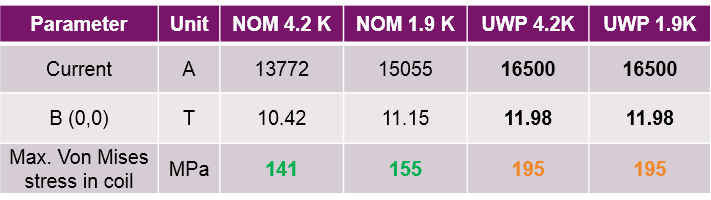 Parameter Unit NOM 4.2 K NOM 1.9 K UWP 4.2K UWP 1.9K
Current A 13772 15055 16500 16500
B (0,0) T 10.42 11.15 11.98 11.98
Max. Von Mises
stress in coil MPa 141 155 195 195